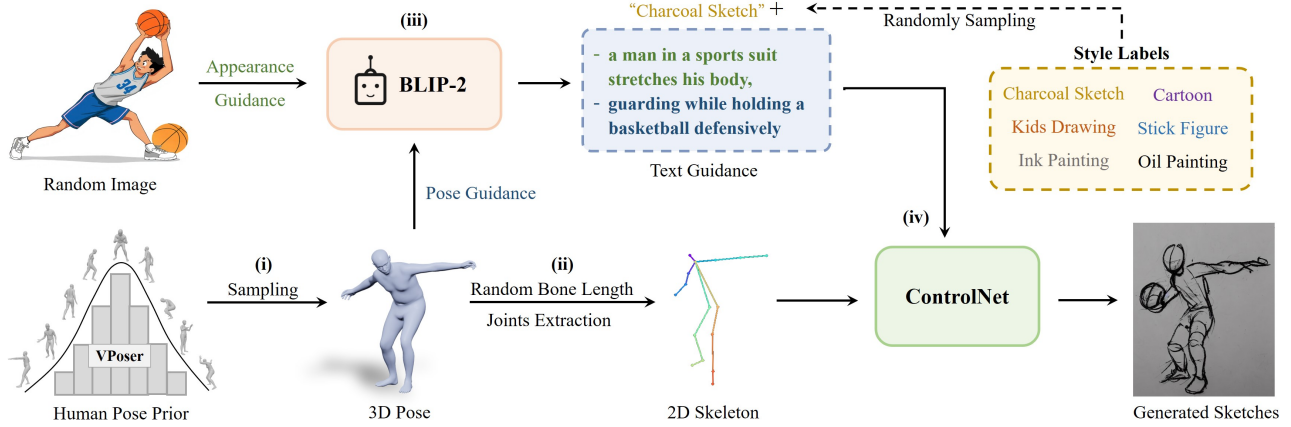 "Charcoal Sketch" +
Randomly Sampling
(iii)
Style Labels
Appearance
Guidance
BLIP-2
- a man in a sports suit
stretches his body,
- guarding while holding a
basketball defensively
Charcoal Sketch
Cartoon
Kids Drawing
Stick Figure
Ink Painting
Oil Painting
34
Random Image
Text Guidance
Pose Guidance
(iv)
(i)
Sampling
(ii)
Random Bone Length
Joints Extraction
ControlNet
VPoser
Human Pose Prior
3D Pose
2D Skeleton
Generated Sketches